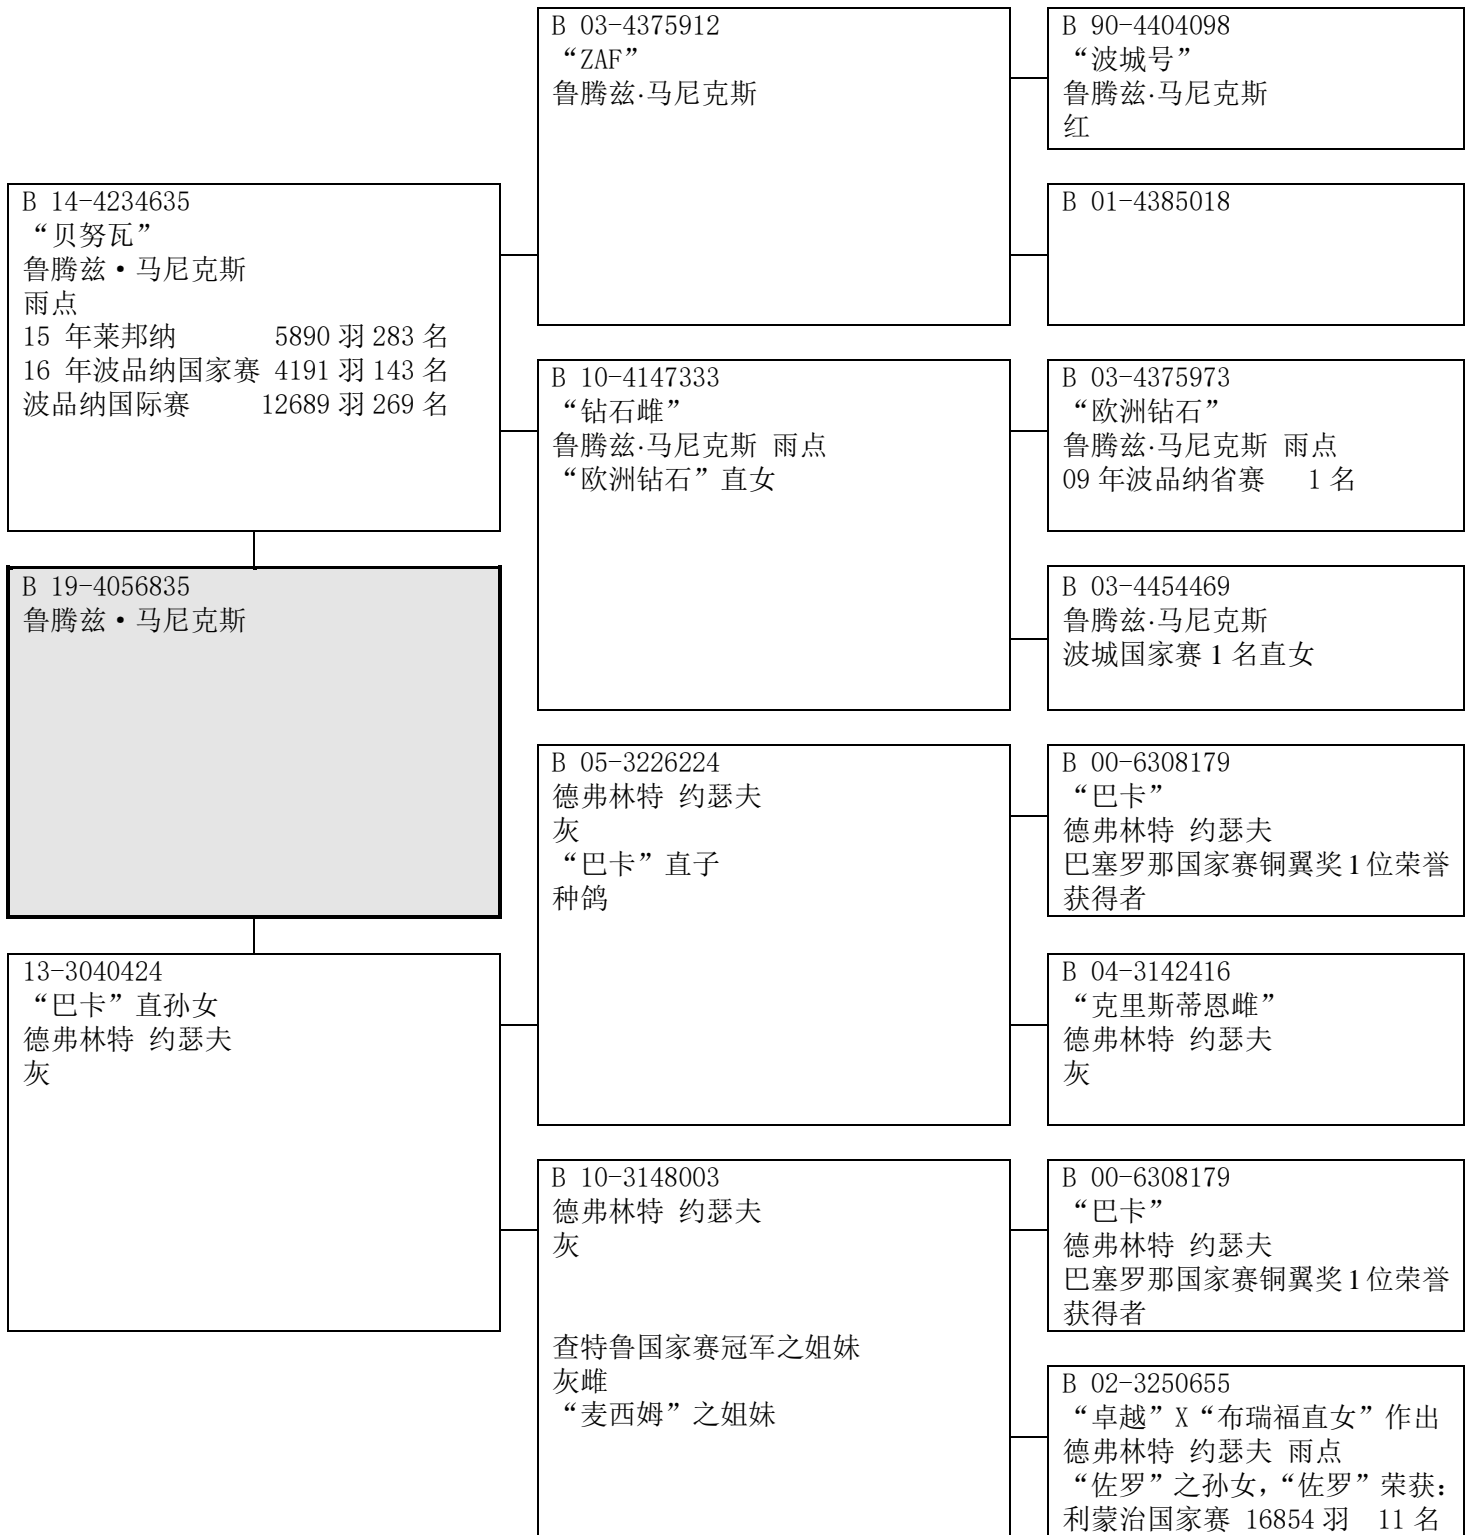 B 14-4234635
“贝努瓦”
鲁腾兹·马尼克斯
雨点
15 年莱邦纳 5890 羽 283 名
16 年波品纳国家赛 4191 羽 143 名
波品纳国际赛 12689 羽 269 名
B 19-4056835
鲁腾兹·马尼克斯
13-3040424
“巴卡”直孙女
德弗林特 约瑟夫
灰
B 03-4375912
“ZAF”
鲁腾兹·马尼克斯
B 10-4147333
“钻石雌”
鲁腾兹·马尼克斯 雨点
“欧洲钻石”直女
B 05-3226224
德弗林特 约瑟夫
灰
“巴卡”直子
种鸽
B 10-3148003
德弗林特 约瑟夫
灰
查特鲁国家赛冠军之姐妹
灰雌
“麦西姆”之姐妹
B 90-4404098
“波城号”
鲁腾兹·马尼克斯
红
B 01-4385018
B 03-4375973
“欧洲钻石”
鲁腾兹·马尼克斯 雨点
09 年波品纳省赛 1 名
B 03-4454469
鲁腾兹·马尼克斯
波城国家赛 1 名直女
B 00-6308179
“巴卡”
德弗林特 约瑟夫
巴塞罗那国家赛铜翼奖 1 位荣誉
获得者
B 04-3142416
“克里斯蒂恩雌”
德弗林特 约瑟夫
灰
B 00-6308179
“巴卡”
德弗林特 约瑟夫
巴塞罗那国家赛铜翼奖 1 位荣誉
获得者
B 02-3250655
“卓越”X“布瑞福直女”作出
德弗林特 约瑟夫 雨点
“佐罗”之孙女，“佐罗”荣获：
利蒙治国家赛 16854 羽 11 名